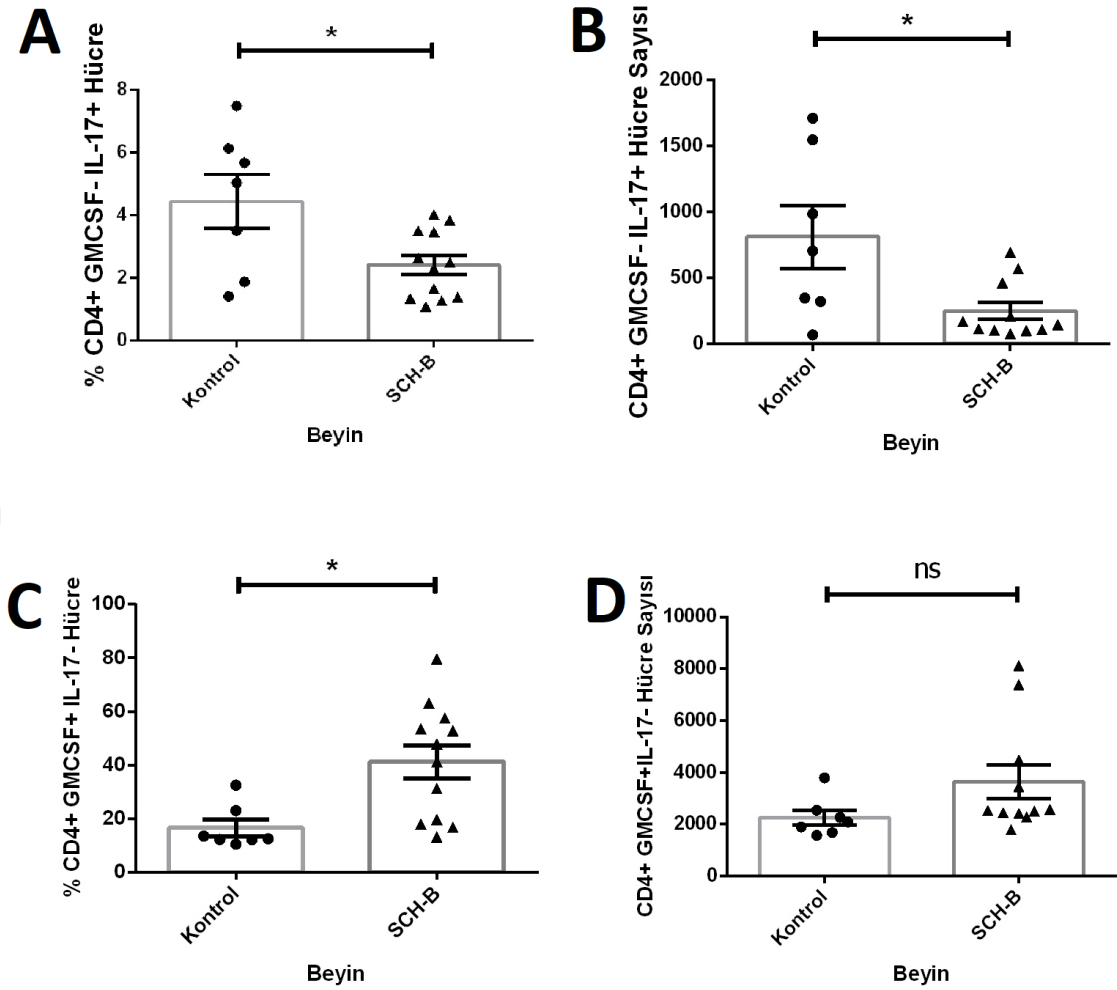 A
*
% CD4+ GMCSF- IL-17+ Hücre
8
6
4
2
0
Kontrol
SCH-B
Beyin
B
*
CD4+ GMCSF- IL-17+ Hücre Sayısı
2000
1500
1000
500
0
Kontrol
SCH-B
Beyin
C
*
% CD4+ GMCSF+ IL-17- Hücre
100
80
60
40
20
0
Kontrol
SCH-B
Beyin
D
ns
CD4+ GMCSF+IL-17- Hücre Sayısı
10000
8000
6000
4000
2000
0
Kontrol
SCH-B
Beyin